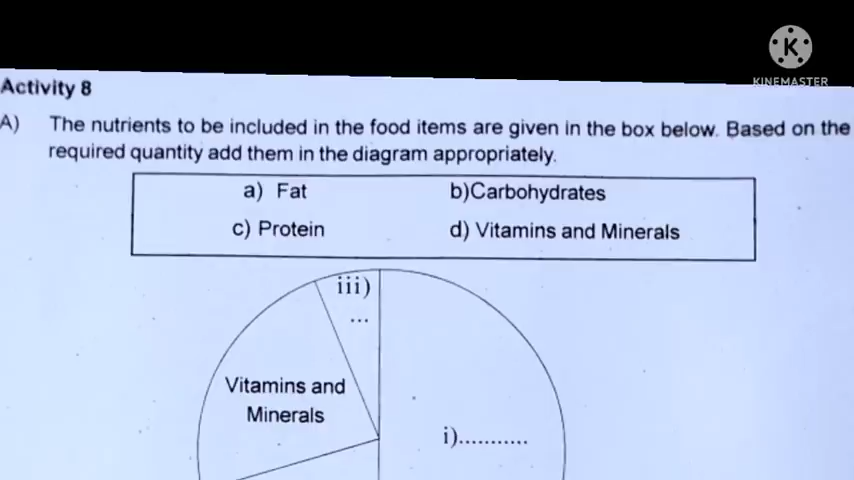 KINEMASTER
Activity 8
A) The nutrients to be included in the food items are given in the box below. Based on the
required quantity add them in the diagram appropriately.
a) Fat b)Carbohydrates
c) Protein d) Vitamins and Minerals
iii)
...
Vitamins and
Minerals
i)...........